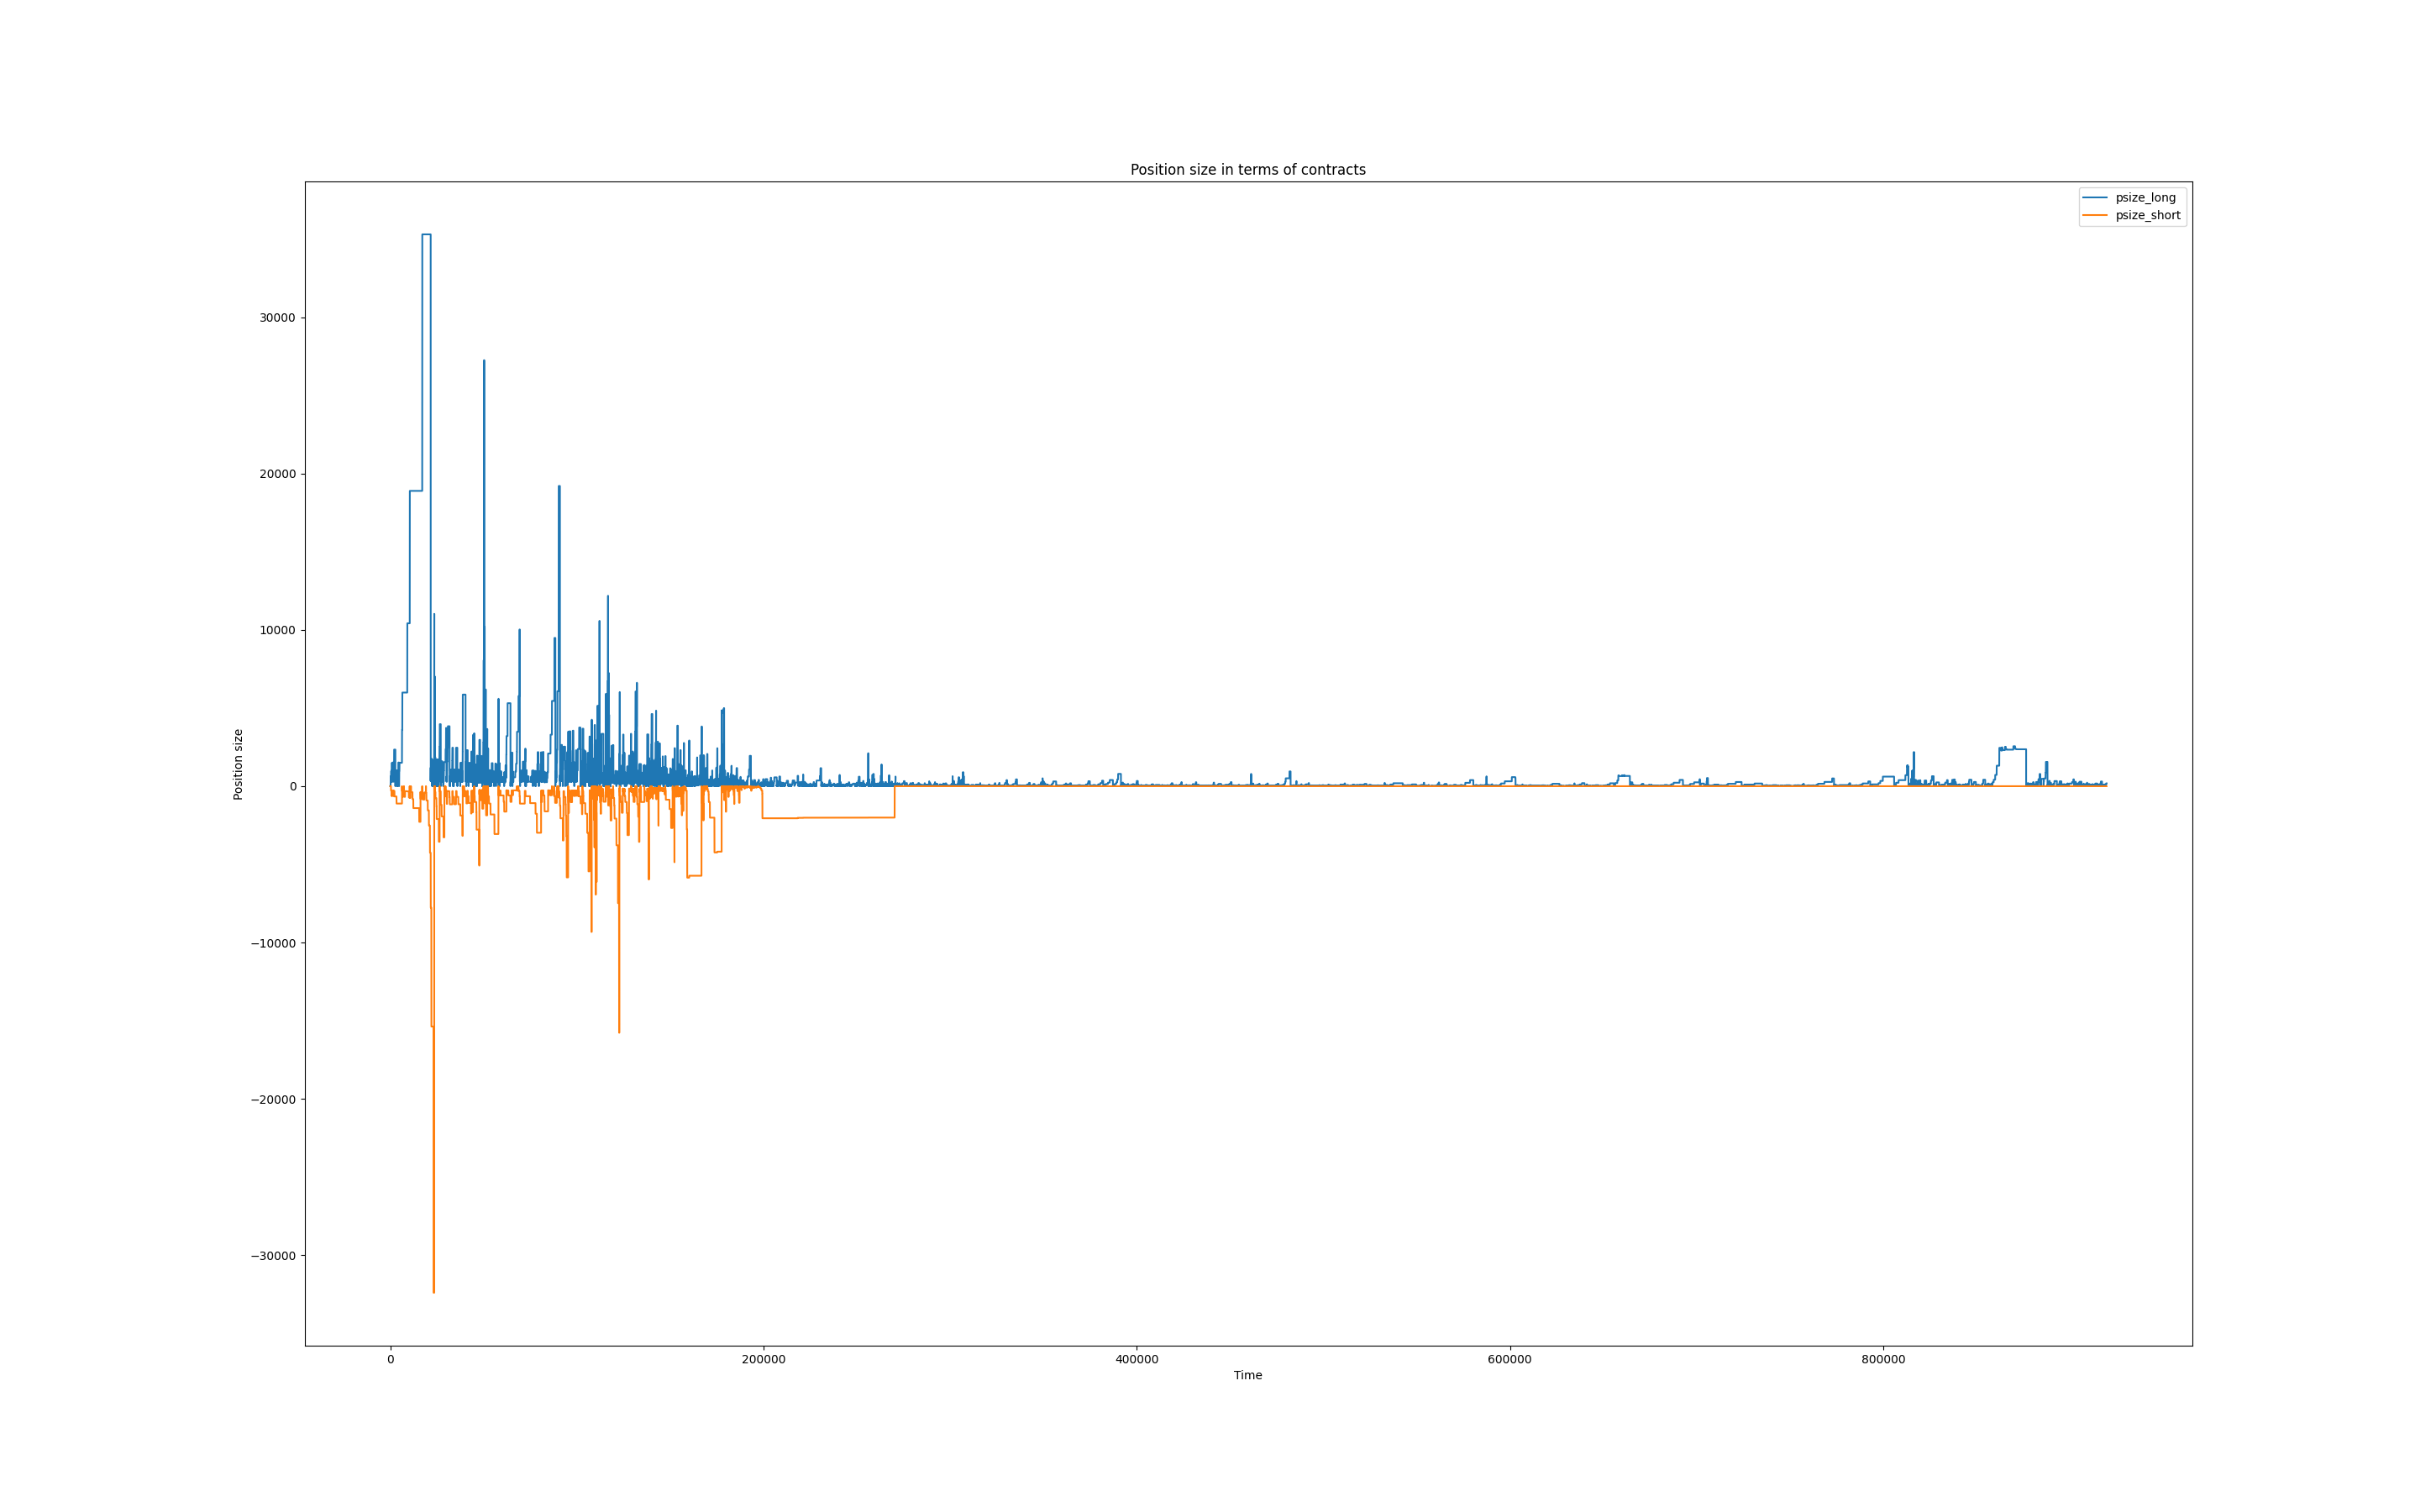 Position size in terms of contracts
psize_long
psize_short
30000
20000
10000
0
−10000
−20000
−30000
Position size
0
200000
400000
600000
800000
Time